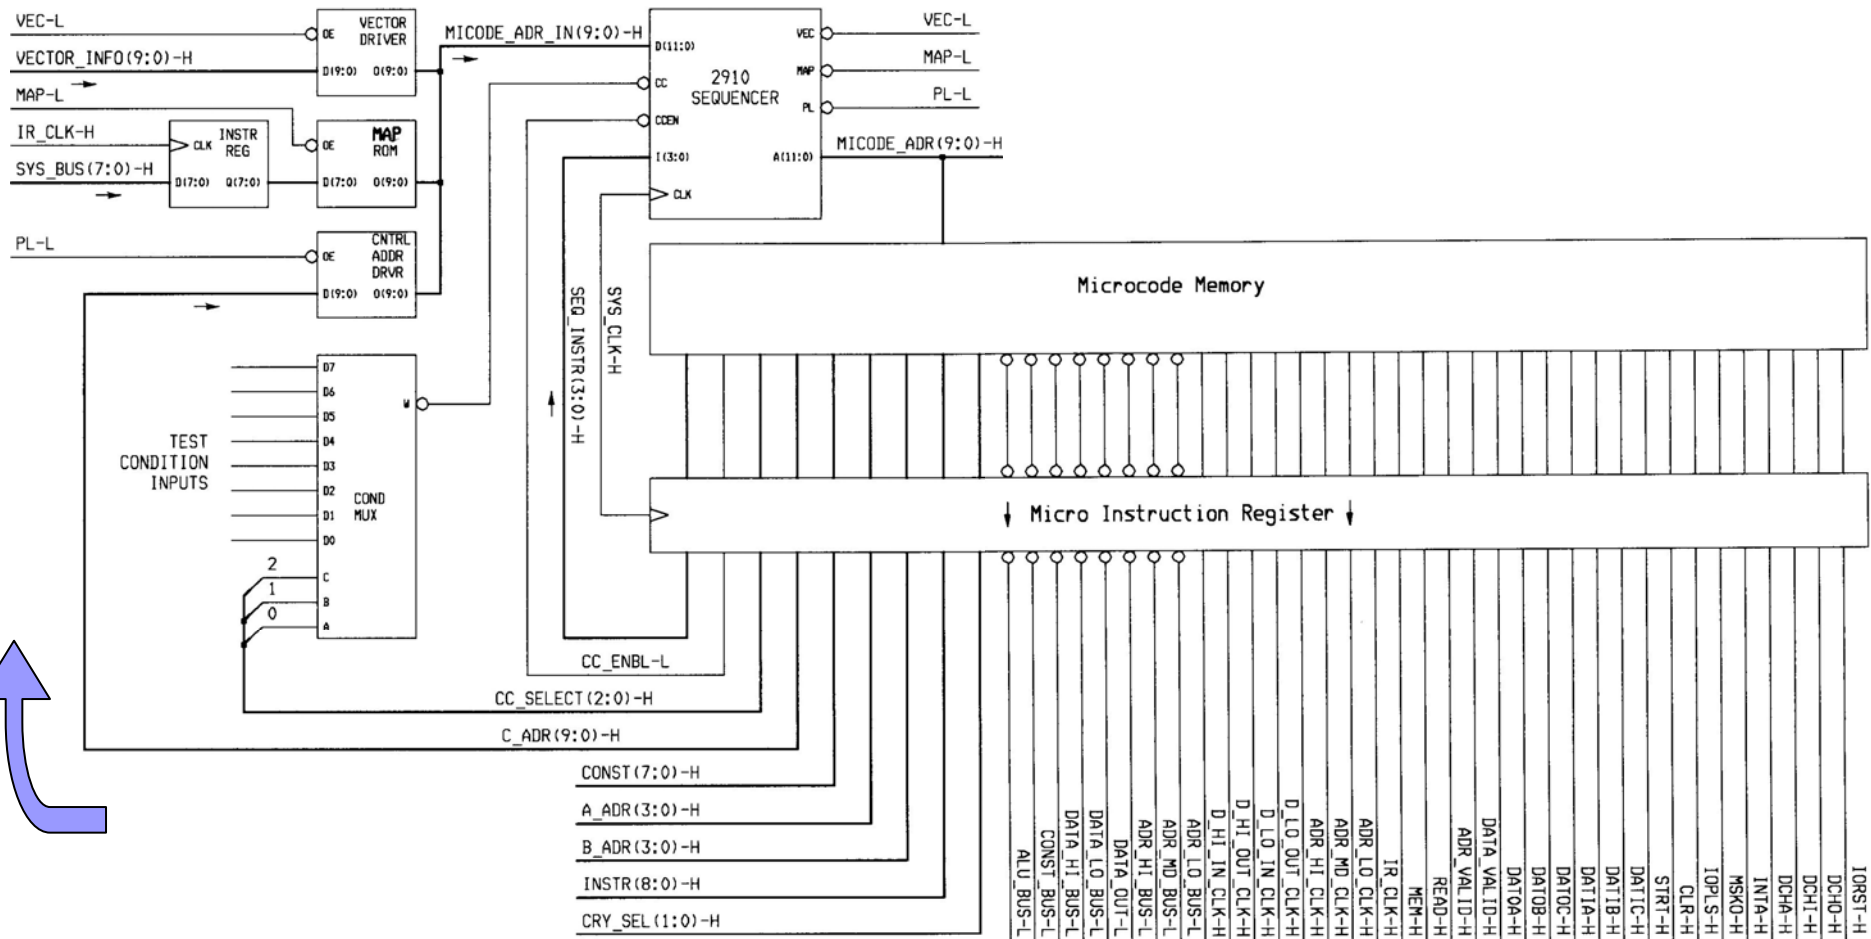 VEC-L
VECTOR_INFO(9:0)-H
MAP-L
IR_CLK-H
SYS_BUS(7:0)-H
PL-L
OE
VECTOR
DRIVER
D(9:0) O(9:0)
CLK
INSTR
REG
D(7:0) Q(7:0)
OE
MAP
ROM
D(7:0) O(9:0)
OE
CNTRL
ADDR
DRVR
D(9:0) O(9:0)
MICODE_ADR_IN(9:0)-H
D(11:0)
CC
CCEN
I(3:0)
CLK
2910
SEQUENCER
VEC
MAP
PL
A(11:0)
VEC-L
MAP-L
PL-L
MICODE_ADR(9:0)-H
SEQ_INSTR(3:0)-H
SYS_CLK-H
Microcode Memory
TEST
CONDITION
INPUTS
D7
D6
D5
D4
D3
D2
D1
D0
COND
MUX
W
2
1
0
C
B
A
Micro Instruction Register
CC_ENBL-L
CC_SELECT(2:0)-H
C_ADR(9:0)-H
CONST(7:0)-H
A_ADR(3:0)-H
B_ADR(3:0)-H
INSTR(8:0)-H
CRY_SEL(1:0)-H
ALU_BUS-L
CONST_BUS-L
DATA_HI_BUS-L
DATA_LO_BUS-L
DATA_OUT-L
ADR_HI_BUS-L
ADR_MD_BUS-L
ADR_LO_BUS-L
D_HI_IN_CLK-H
D_HI_OUT_CLK-H
D_LO_IN_CLK-H
D_LO_OUT_CLK-H
ADR_HI_CLK-H
ADR_MD_CLK-H
ADR_LO_CLK-H
IR_CLK-H
MEM-H
READ-H
ADR_VALID-H
DATA_VALID-H
DATOA-H
DATOB-H
DATOC-H
DATIA-H
DATIB-H
DATIC-H
STRT-H
CLR-H
IOPLS-H
MSKO-H
INTA-H
DCHA-H
DCHI-H
DCHO-H
IORST-H